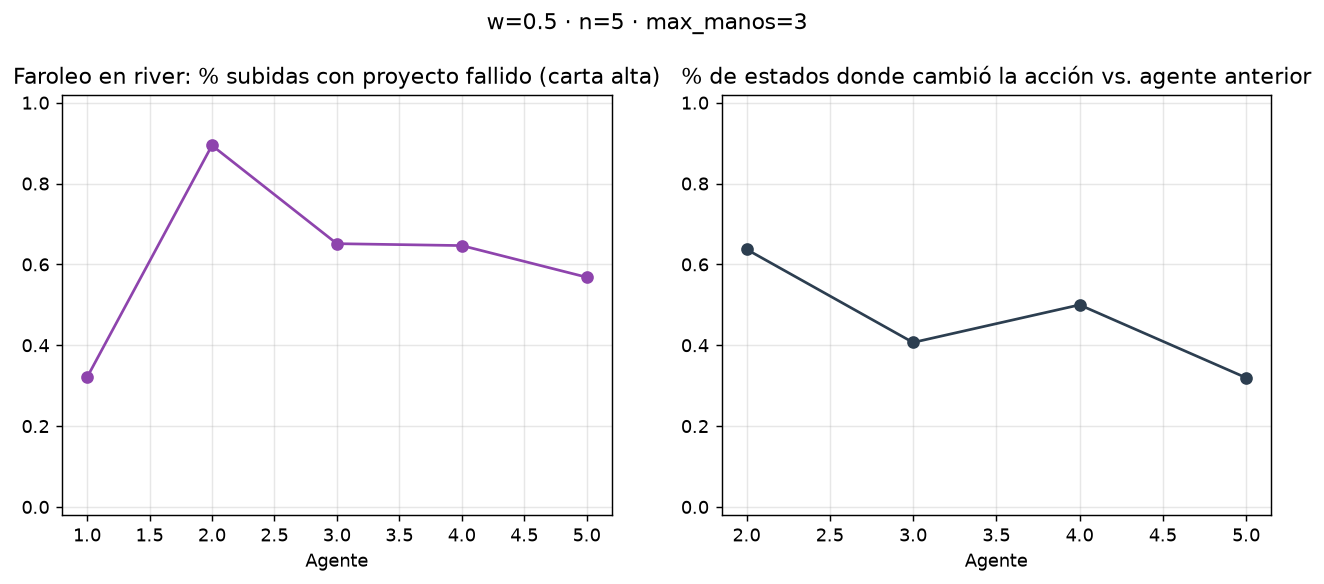 w=0.5 · n=5 · max_manos=3
Faroleo en river: % subidas con proyecto fallido (carta alta)
1.0
0.8
0.6
0.4
0.2
0.0
1.0 1.5 2.0 2.5 3.0 3.5 4.0 4.5 5.0
Agente
% de estados donde cambió la acción vs. agente anterior
1.0
0.8
0.6
0.4
0.2
0.0
2.0 2.5 3.0 3.5 4.0 4.5 5.0
Agente